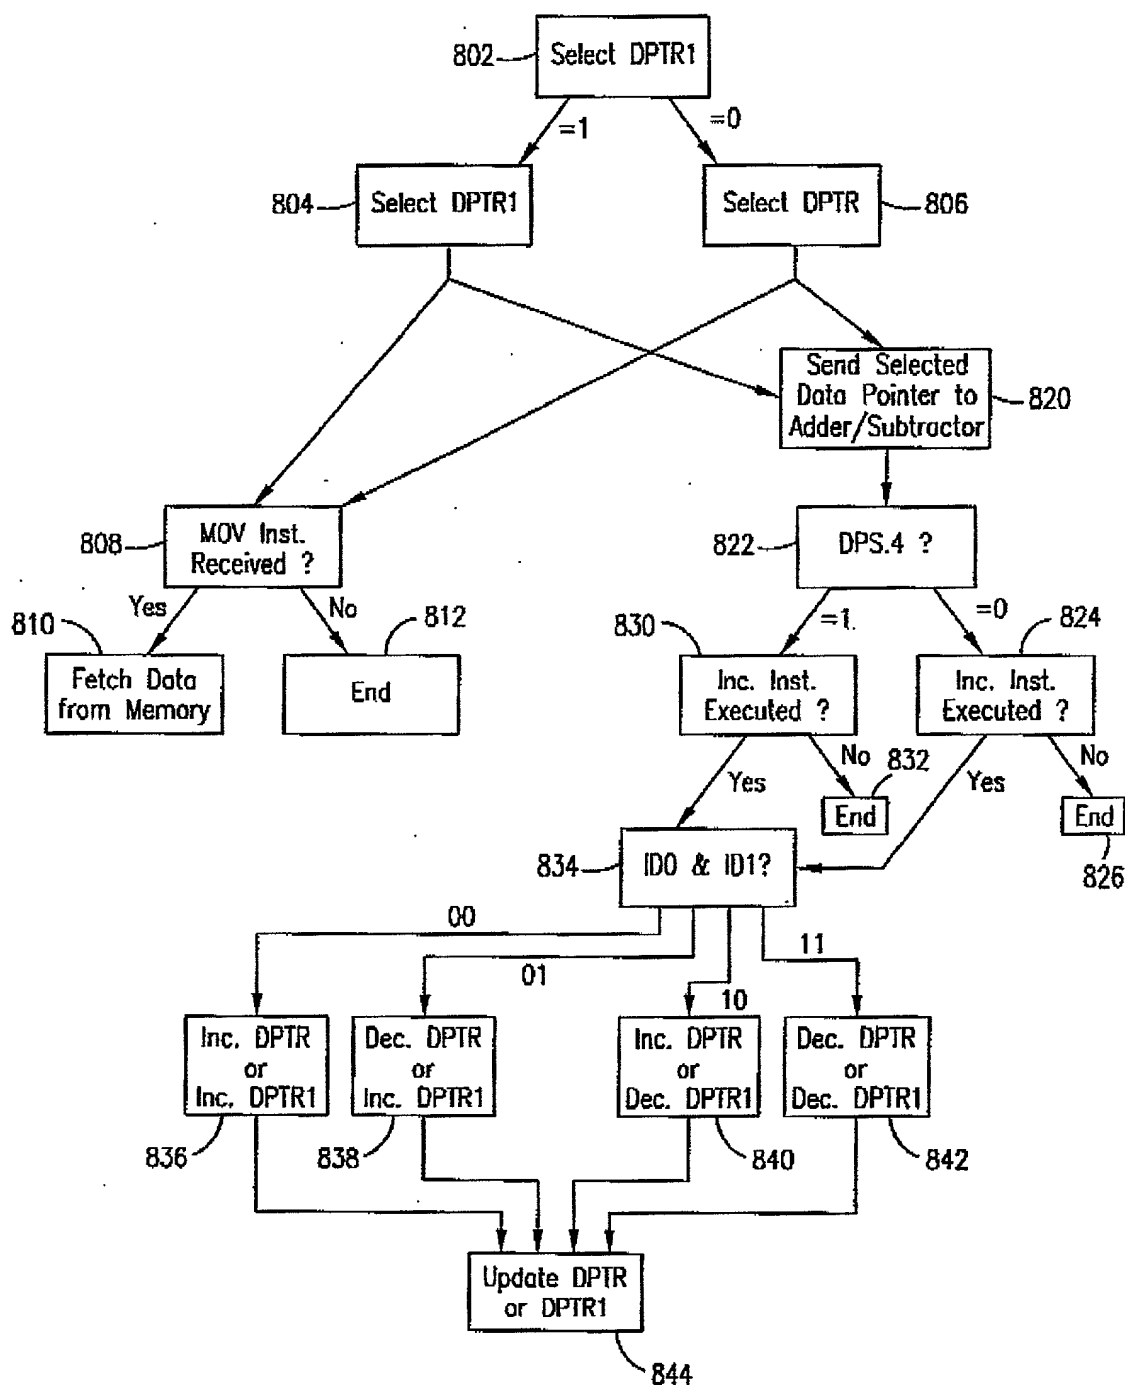 802
Select DPTR1
=1
=0
804
Select DPTR1
Select DPTR
806
Send Selected
Data Pointer to
Adder/Subtractor
820
808
MOV Inst.
Received ?
822
DPS.4 ?
Yes
No
=1
=0
810
812
830
824
Fetch Data
from Memory
End
Inc. Inst.
Executed ?
Inc. Inst.
Executed ?
Yes
No
832
Yes
No
End
End
834
ID0 & ID1?
826
00
01
10
11
Inc. DPTR
or
Inc. DPTR1
Dec. DPTR
or
Inc. DPTR1
Inc. DPTR
or
Dec. DPTR1
Dec. DPTR
or
Dec. DPTR1
836
838
840
842
Update DPTR
or DPTR1
844